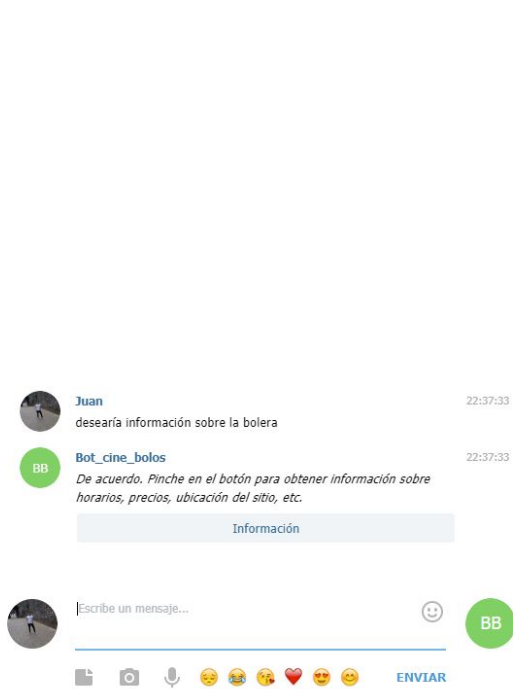 Juan
22:37:33
desearía información sobre la bolera
BB
Bot_cine_bolos
22:37:33
De acuerdo. Pinche en el botón para obtener información sobre
horarios, precios, ubicación del sitio, etc.
Información
Escribe un mensaje...
BB
ENVIAR